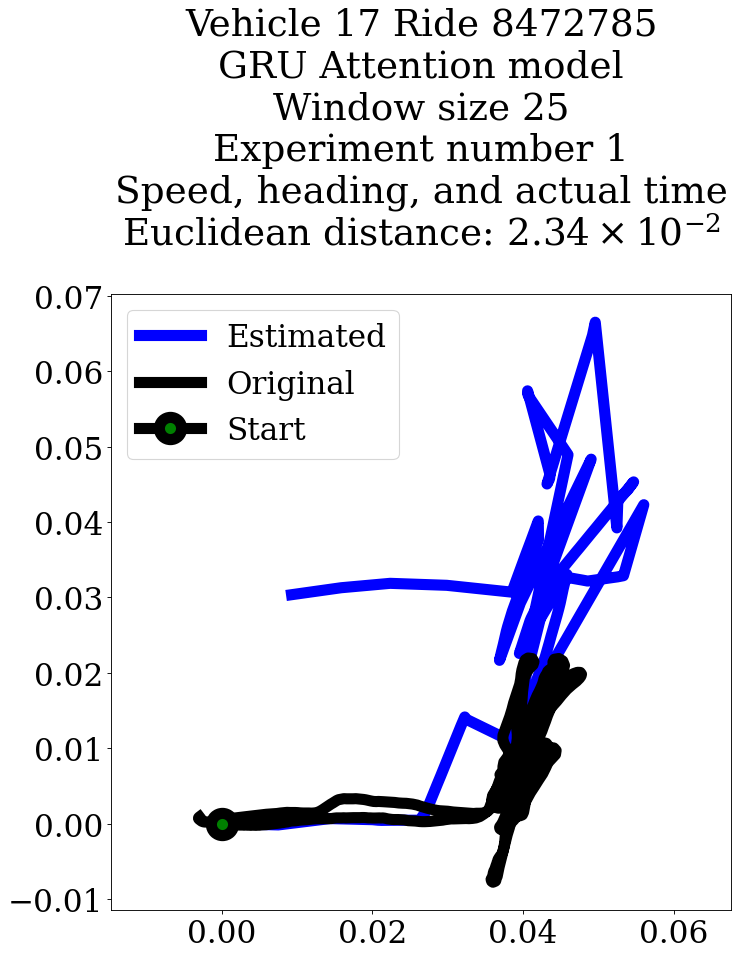 Vehicle 17 Ride 8472785
GRU Attention model
Window size 25
Experiment number 1
Speed, heading, and actual time
Euclidean distance: 2.34 × 10⁻²
0.07
Estimated
0.06
Original
0.05
Start
0.04
0.03
0.02
0.01
0.00
−0.01
0.00 0.02 0.04 0.06